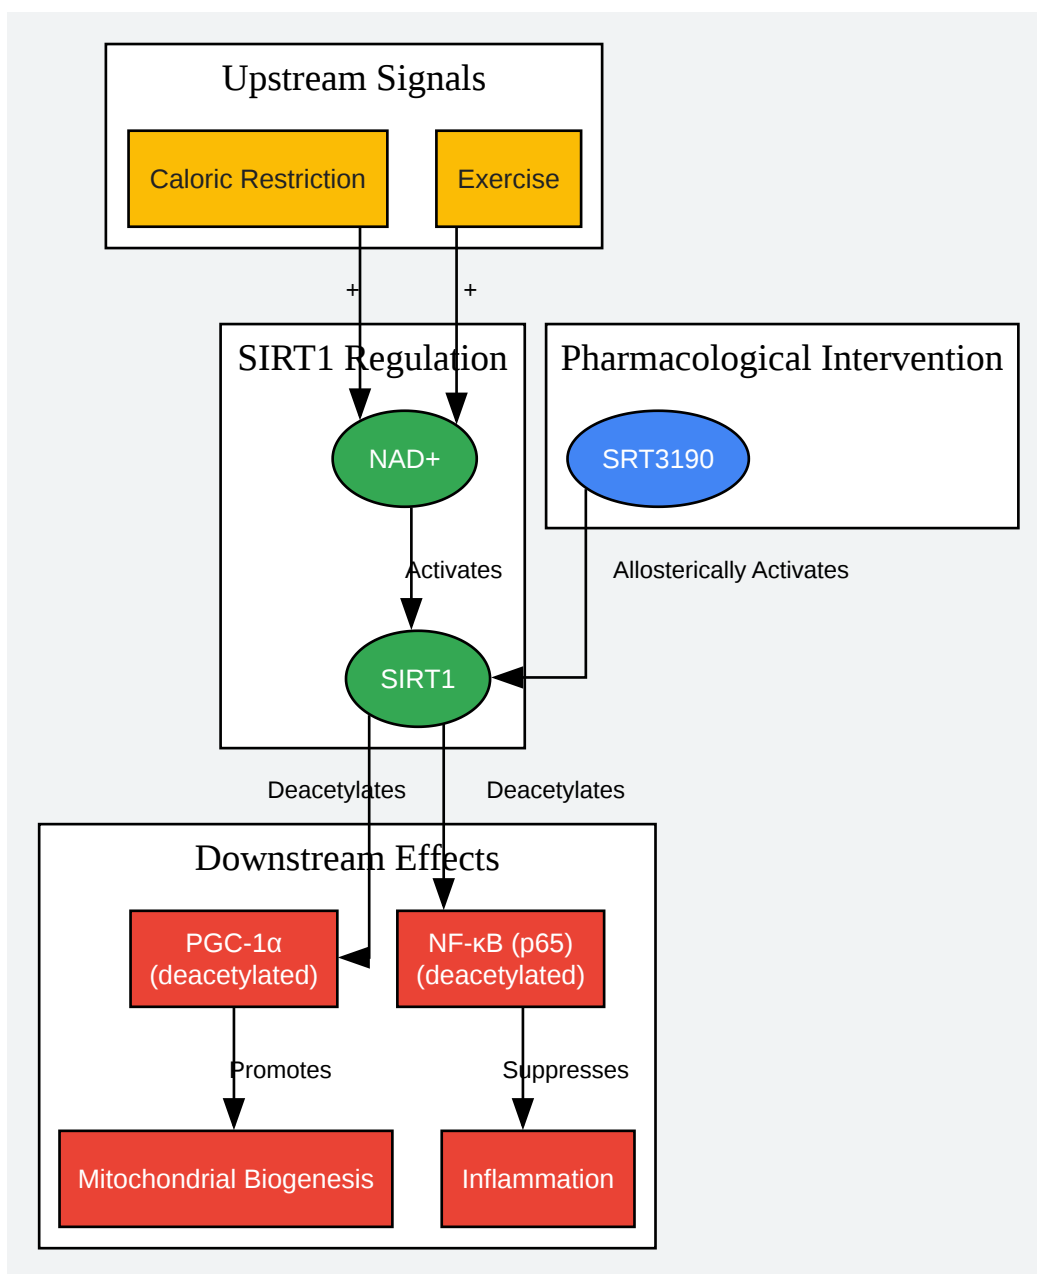 Upstream Signals
Caloric Restriction
Exercise
+
+
SIRT1 Regulation
Pharmacological Intervention
NAD+
SRT3190
Activates
Allosterically Activates
SIRT1
Deacetylates
Deacetylates
Downstream Effects
PGC-1α
(deacetylated)
NF-κB (p65)
(deacetylated)
Promotes
Suppresses
Mitochondrial Biogenesis
Inflammation